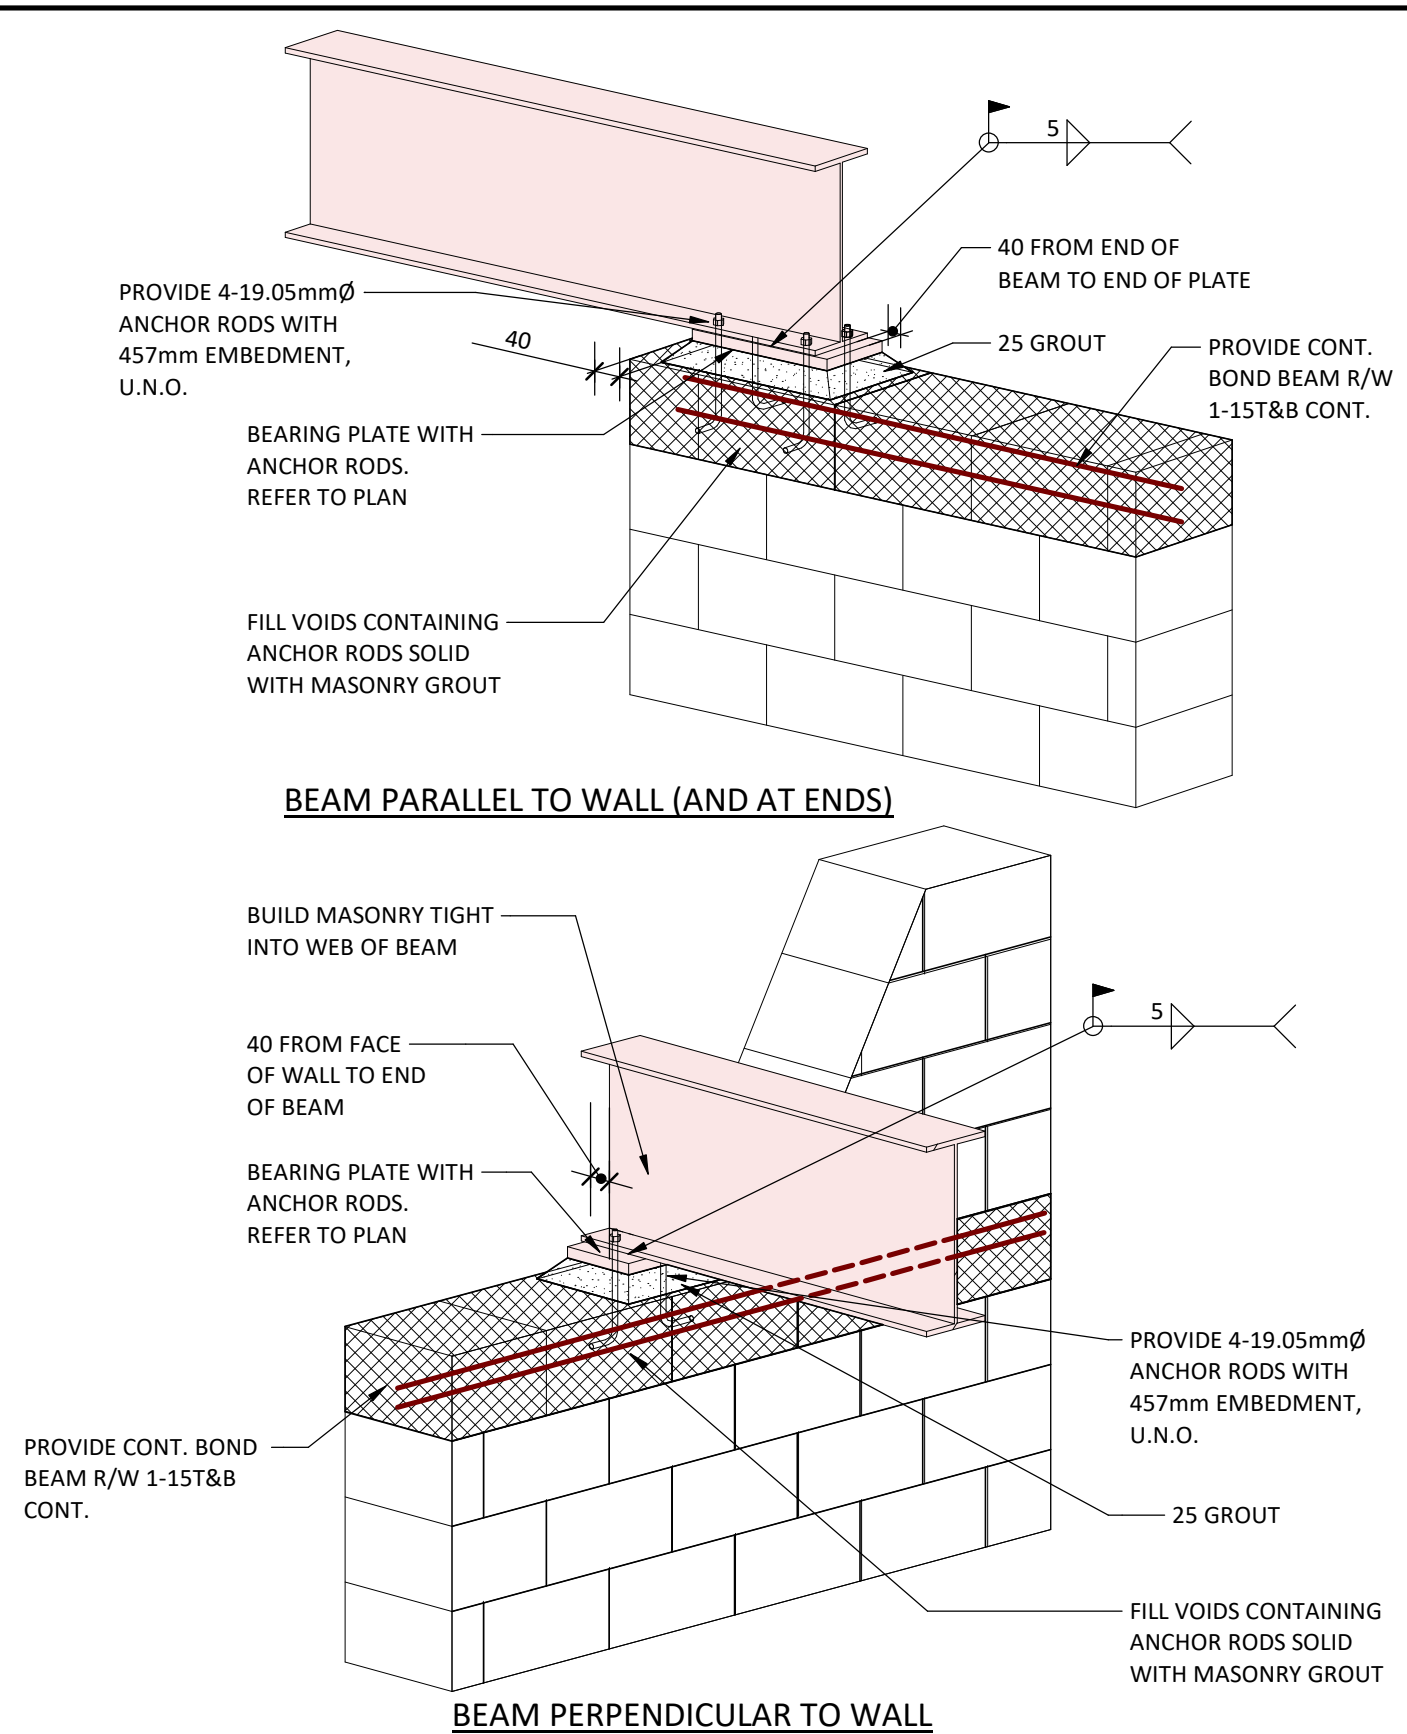 5
40 FROM END OF
BEAM TO END OF PLATE
PROVIDE 4-19.05mmØ
ANCHOR RODS WITH
457mm EMBEDMENT,
U.N.O.
40
25 GROUT
PROVIDE CONT.
BOND BEAM R/W
1-15T&B CONT.
BEARING PLATE WITH
ANCHOR RODS.
REFER TO PLAN
FILL VOIDS CONTAINING
ANCHOR RODS SOLID
WITH MASONRY GROUT
BEAM PARALLEL TO WALL (AND AT ENDS)
BUILD MASONRY TIGHT
INTO WEB OF BEAM
5
40 FROM FACE
OF WALL TO END
OF BEAM
BEARING PLATE WITH
ANCHOR RODS.
REFER TO PLAN
PROVIDE 4-19.05mmØ
ANCHOR RODS WITH
457mm EMBEDMENT,
U.N.O.
PROVIDE CONT. BOND
BEAM R/W 1-15T&B
CONT.
25 GROUT
FILL VOIDS CONTAINING
ANCHOR RODS SOLID
WITH MASONRY GROUT
BEAM PERPENDICULAR TO WALL